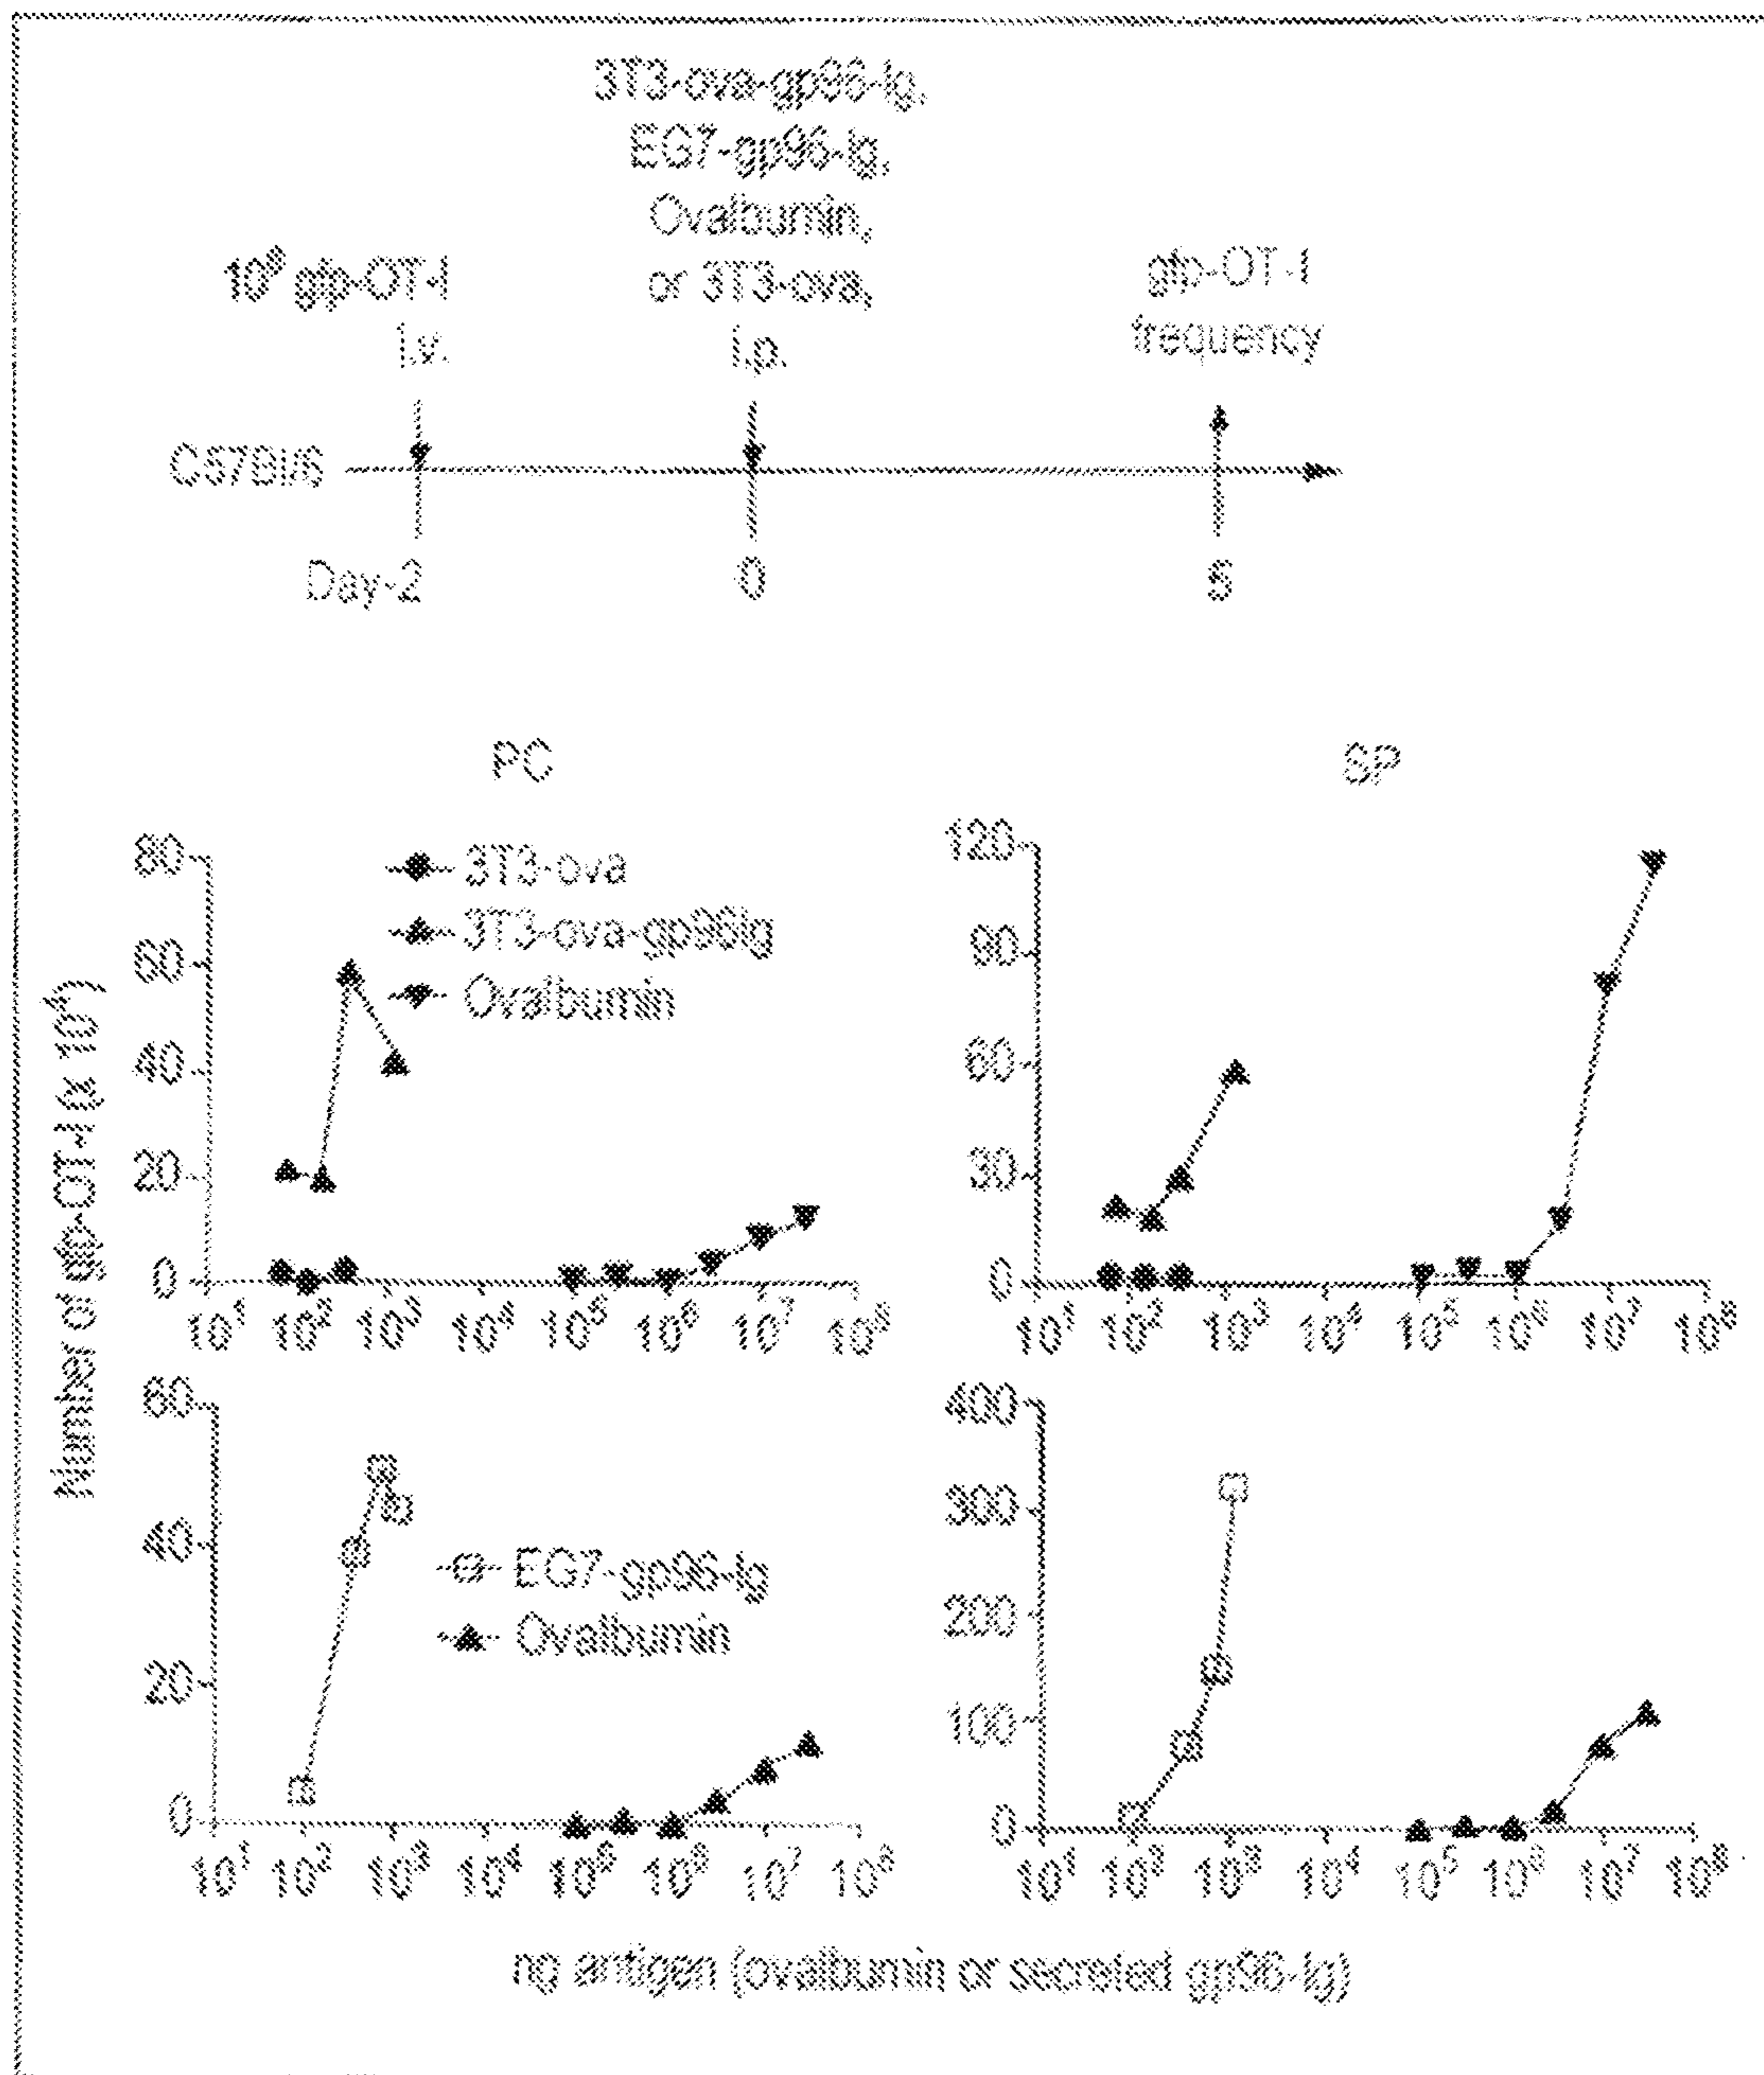 3T3-ova-gp96-Ig,
EG7-gp96-Ig,
Ovalbumin,
or 3T3-ova,
i.p.
10⁶ gfp-OT-I
i.v.
gfp-OT-I
frequency
C57Bl/6
Day-2
0
5
PC
SP
Number of gfp-OT-I (x 10⁴)
80
60
40
20
0
3T3-ova
3T3-ova-gp96Ig
Ovalbumin
10¹ 10² 10³ 10⁴ 10⁵ 10⁶ 10⁷ 10⁸
120
90
60
30
0
10¹ 10² 10³ 10⁴ 10⁵ 10⁶ 10⁷ 10⁸
60
40
20
0
EG7-gp96-Ig
Ovalbumin
10¹ 10² 10³ 10⁴ 10⁵ 10⁶ 10⁷ 10⁸
400
300
200
100
0
10¹ 10² 10³ 10⁴ 10⁵ 10⁶ 10⁷ 10⁸
ng antigen (ovalbumin or secreted gp96-Ig)